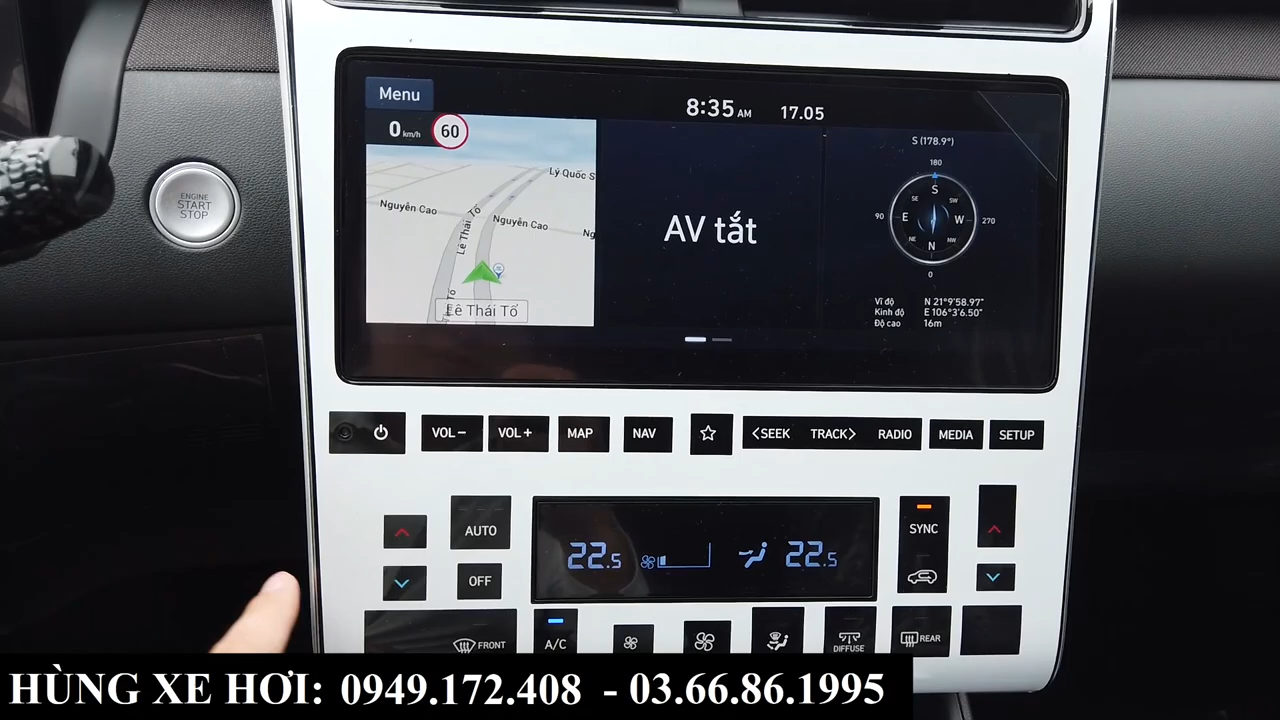 Menu
8:35 AM 17.05
0 km/h 60
Lý Quốc S
Nguyễn Cao
Nguyễn Cao
Ng
Lê Thái Tổ
Lê Thái Tổ
AV tắt
S (178.9°)
180
S
SE SW
90 E W 270
NE NW
N
0
Vĩ độ N 21°9'58.97"
Kinh độ E 106°3'6.50"
Độ cao 16m
ENGINE
START
STOP
VOL− VOL+ MAP NAV SEEK TRACK RADIO MEDIA SETUP
AUTO
OFF
22.5 22.5
SYNC
FRONT A/C DIFFUSE REAR
HÙNG XE HƠI: 0949.172.408 - 03.66.86.1995